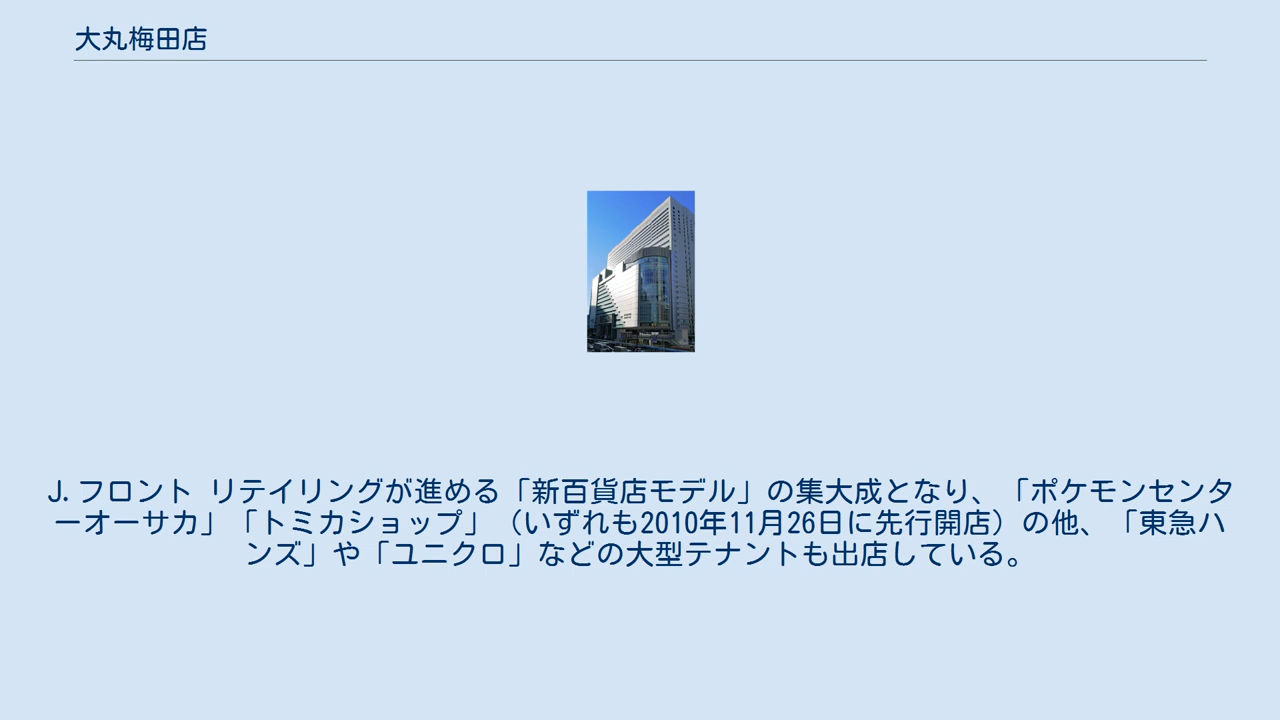 大丸梅田店
J.フロント リテイリングが進める「新百貨店モデル」の集大成となり、「ポケモンセンタ
ーオーサカ」「トミカショップ」（いずれも2010年11月26日に先行開店）の他、「東急ハ
ンズ」や「ユニクロ」などの大型テナントも出店している。